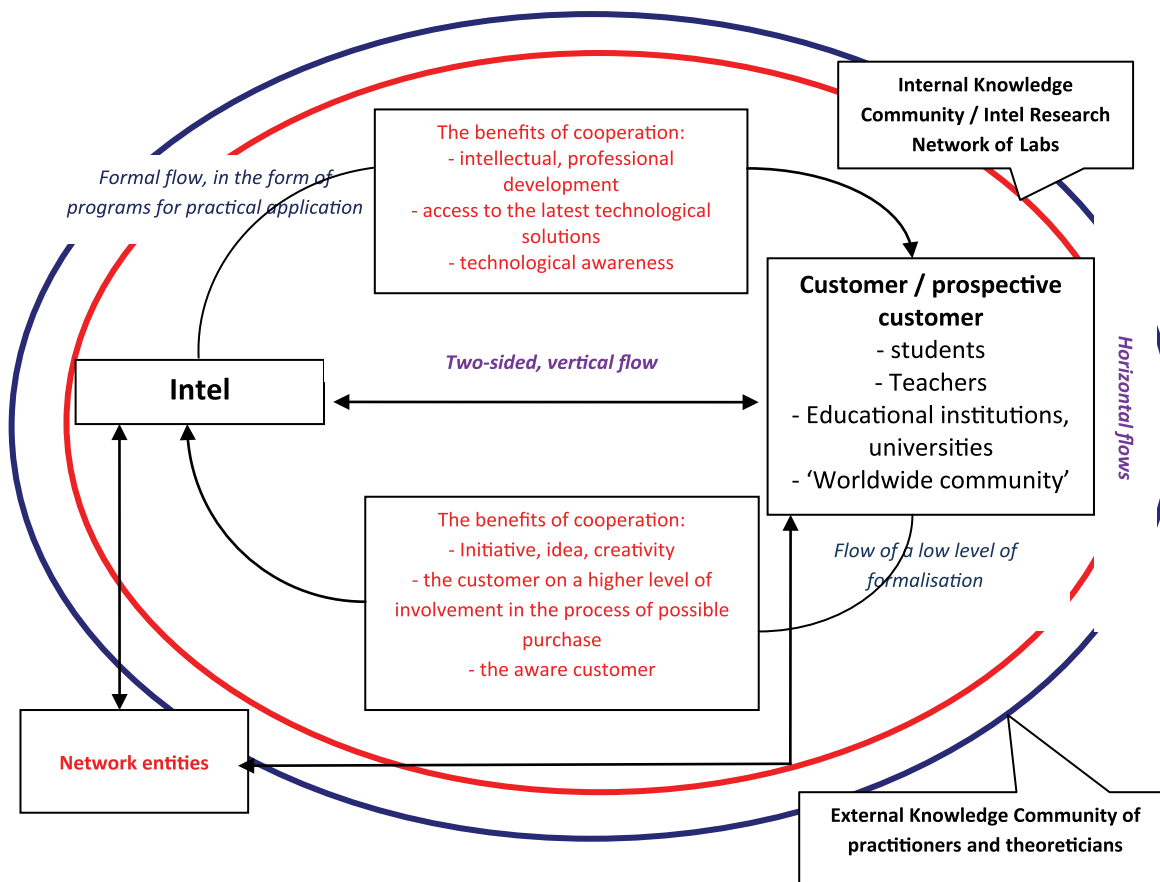 Internal Knowledge
Community / Intel Research
Network of Labs
The benefits of cooperation:
- intellectual, professional
development
- access to the latest technological
solutions
- technological awareness
Formal flow, in the form of
programs for practical application
Customer / prospective
customer
- students
- Teachers
- Educational institutions,
universities
- ‘Worldwide community’
Horizontal flows
Two-sided, vertical flow
Intel
The benefits of cooperation:
- Initiative, idea, creativity
- the customer on a higher level of
involvement in the process of possible
purchase
- the aware customer
Flow of a low level of
formalisation
Network entities
External Knowledge Community of
practitioners and theoreticians